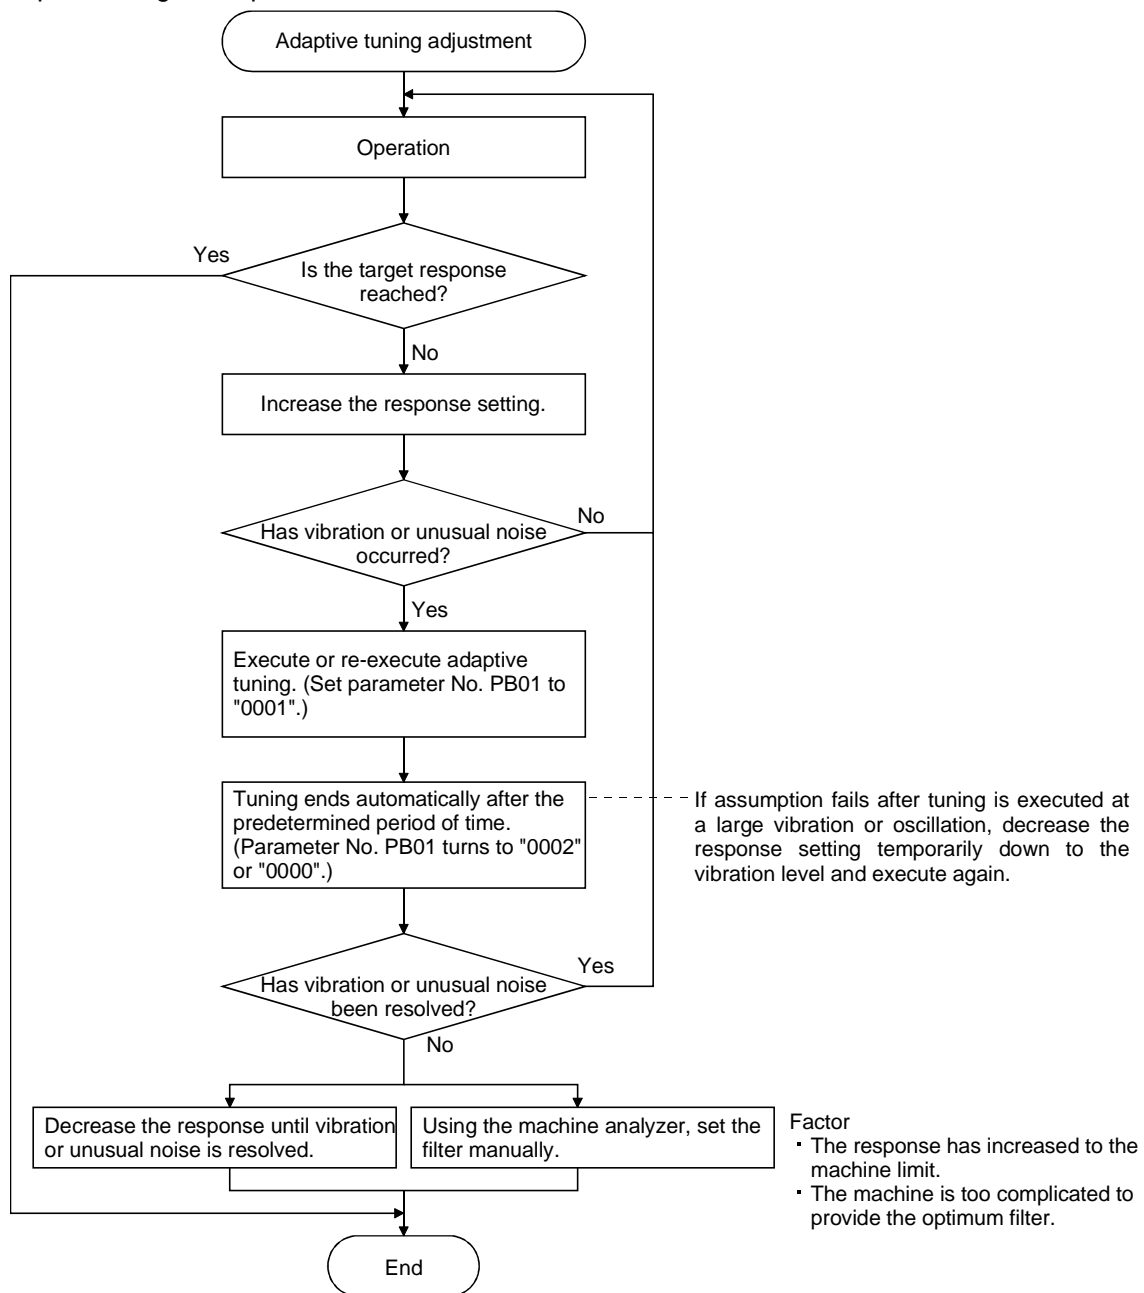 Adaptive tuning adjustment
Operation
Yes
Is the target response
reached?
No
Increase the response setting.
Has vibration or unusual noise
occurred?
No
Yes
Execute or re-execute adaptive
tuning. (Set parameter No. PB01 to
"0001".)
Tuning ends automatically after the
predetermined period of time.
(Parameter No. PB01 turns to "0002"
or "0000".)
If assumption fails after tuning is executed at
a large vibration or oscillation, decrease the
response setting temporarily down to the
vibration level and execute again.
Has vibration or unusual noise
been resolved?
Yes
No
Decrease the response until vibration
or unusual noise is resolved.
Using the machine analyzer, set the
filter manually.
Factor
· The response has increased to the
machine limit.
· The machine is too complicated to
provide the optimum filter.
End